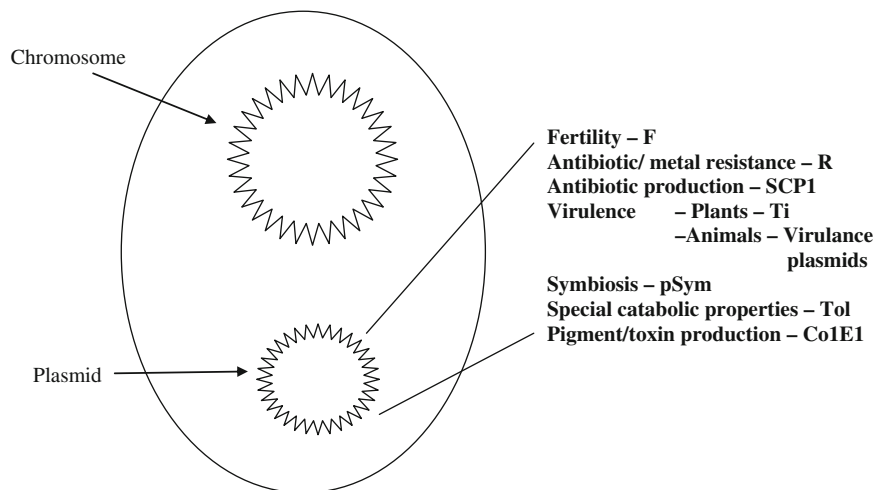 Chromosome
Fertility – F
Antibiotic/ metal resistance – R
Antibiotic production – SCP1
Virulence – Plants – Ti
–Animals – Virulance
plasmids
Symbiosis – pSym
Special catabolic properties – Tol
Pigment/toxin production – Co1E1
Plasmid